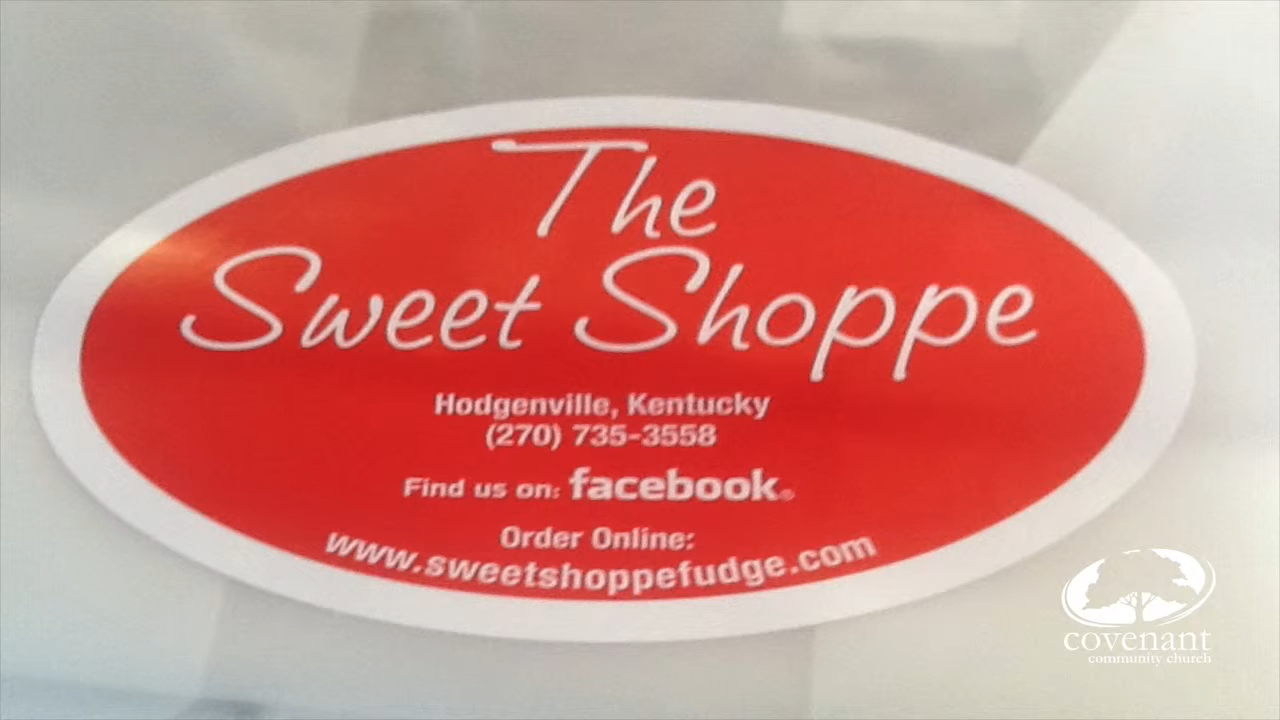 The
Sweet Shoppe
Hodgenville, Kentucky
(270) 735-3558
Find us on: facebook®
Order Online:
www.sweetshoppefudge.com
covenant
community church